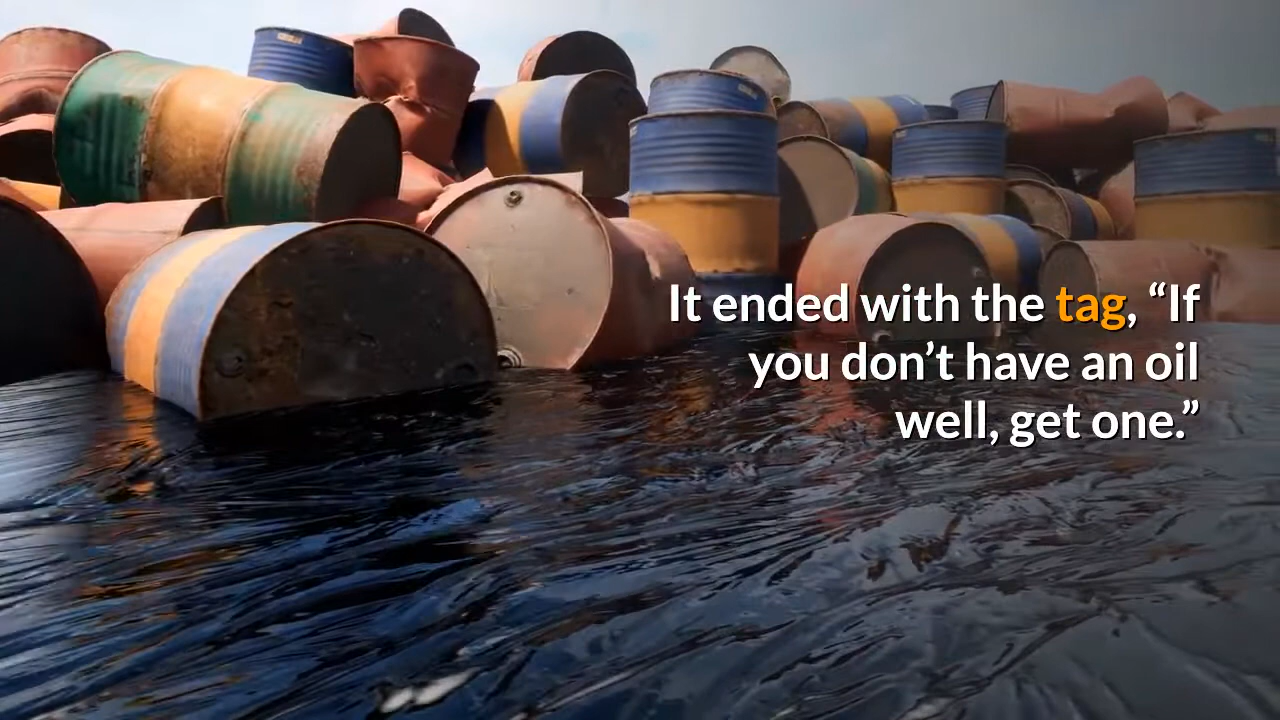 It ended with the tag, “If
you don’t have an oil
well, get one.”